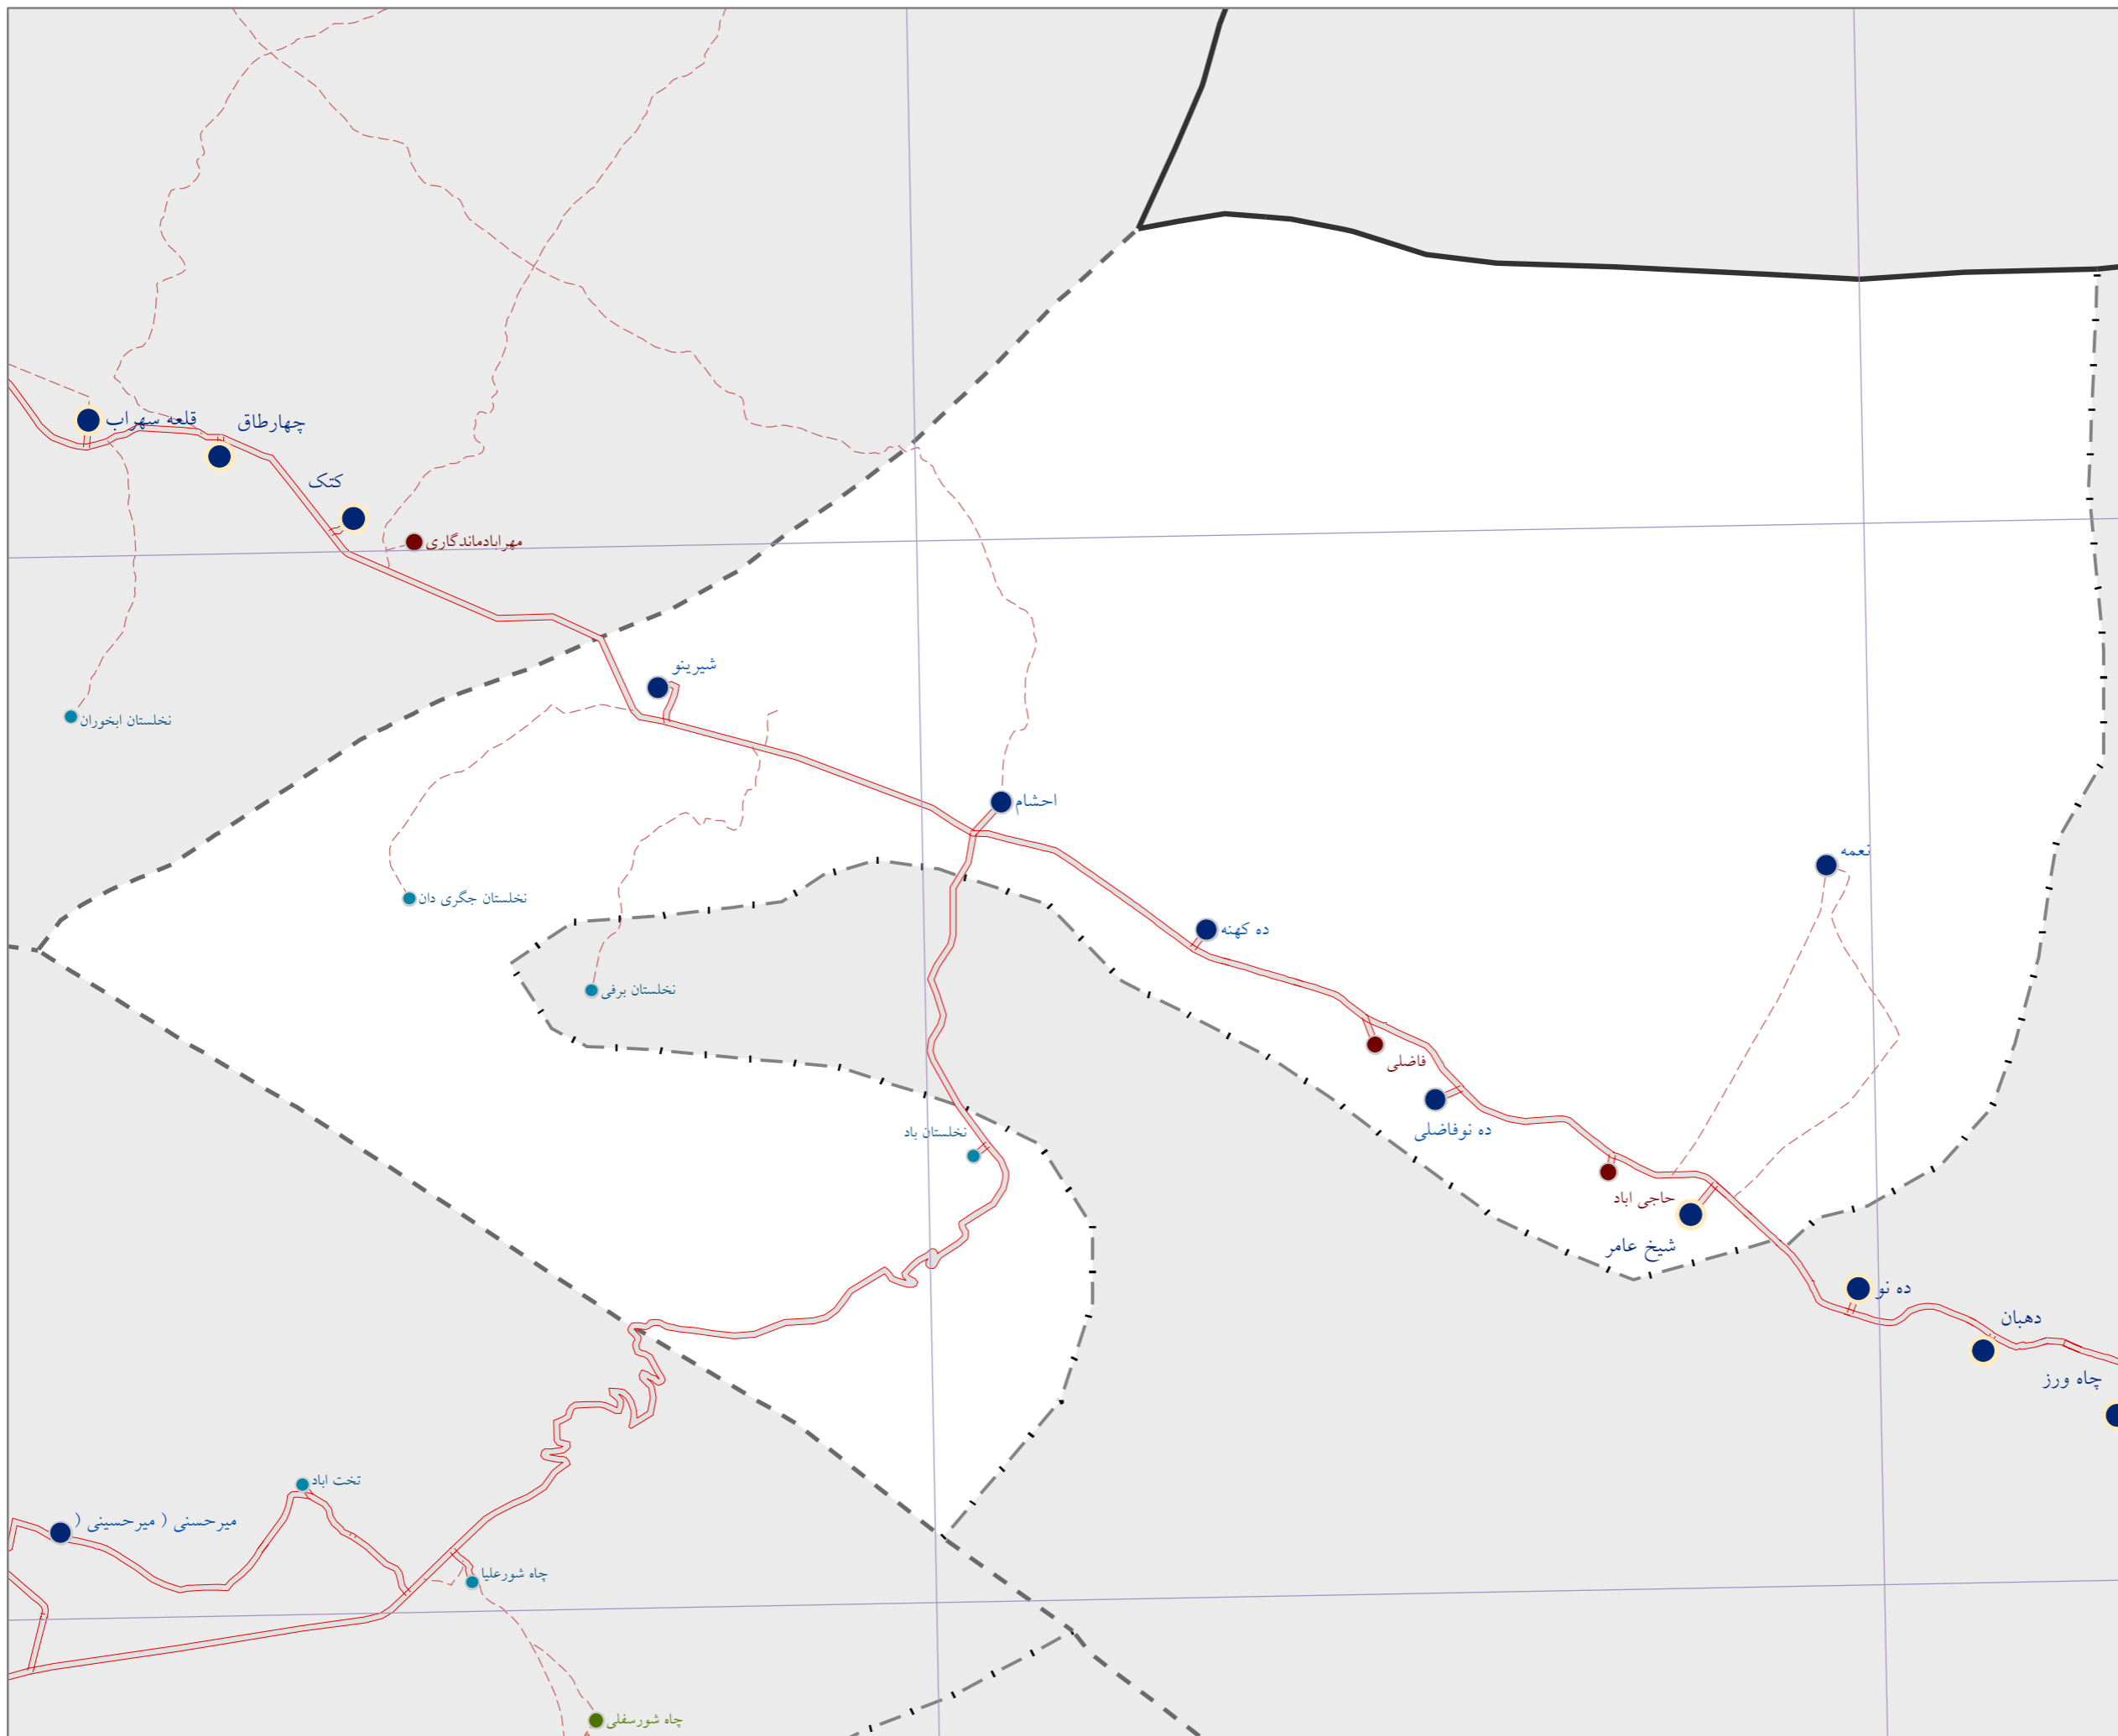 قلعه سهراب
چهارطاق
کتک
مهرابادماندگاری
شیرینو
نخلستان ابخوران
احشام
نعمه
نخلستان جگری دان
ده کهنه
نخلستان برفی
فاضلی
ده نوفاضلی
نخلستان باد
حاجی اباد
شیخ عامر
ده نو
دهبان
چاه ورز
تخت اباد
میرحسنی ( میرحسینی (
چاه شورعلیا
چاه شورسفلی